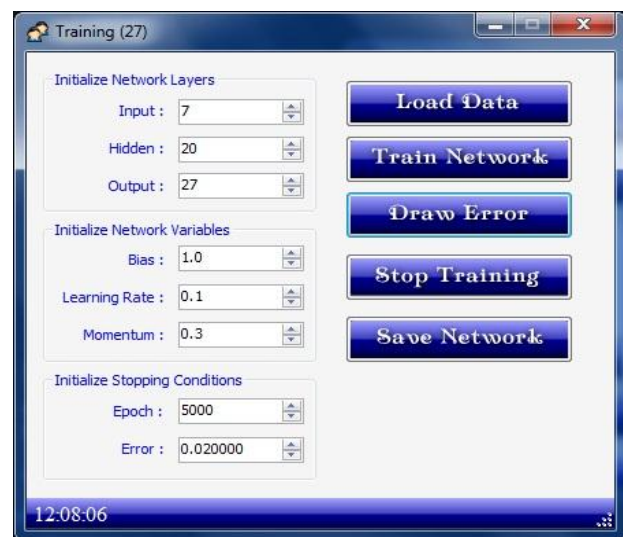 Training (27)
Initialize Network Layers
Input : 7
Hidden : 20
Output : 27
Initialize Network Variables
Bias : 1.0
Learning Rate : 0.1
Momentum : 0.3
Initialize Stopping Conditions
Epoch : 5000
Error : 0.020000
Load Data
Train Network
Draw Error
Stop Training
Save Network
12:08:06